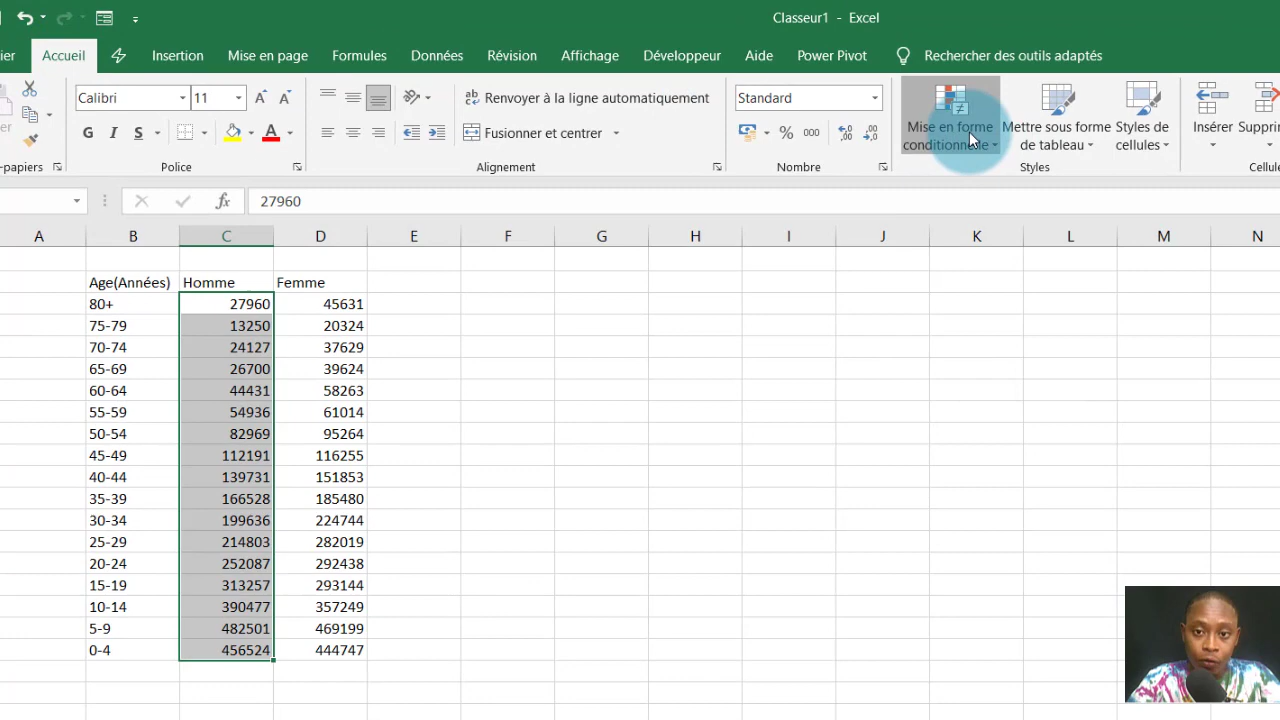 Classeur1 - Excel
ier Accueil Insertion Mise en page Formules Données Révision Affichage Développeur Aide Power Pivot Rechercher des outils adaptés
Calibri 11 Renvoyer à la ligne automatiquement Standard Mise en forme conditionnelle Mettre sous forme de tableau Styles de cellules Insérer Supprin
ier G I S Fusionner et centrer % 000
-papiers Police Alignement Nombre Styles Cellule
fx 27960
A B C D E F G H I J K L M N
Age(Années) Homme Femme
80+ 27960 45631
75-79 13250 20324
70-74 24127 37629
65-69 26700 39624
60-64 44431 58263
55-59 54936 61014
50-54 82969 95264
45-49 112191 116255
40-44 139731 151853
35-39 166528 185480
30-34 199636 224744
25-29 214803 282019
20-24 252087 292438
15-19 313257 293144
10-14 390477 357249
5-9 482501 469199
0-4 456524 444747